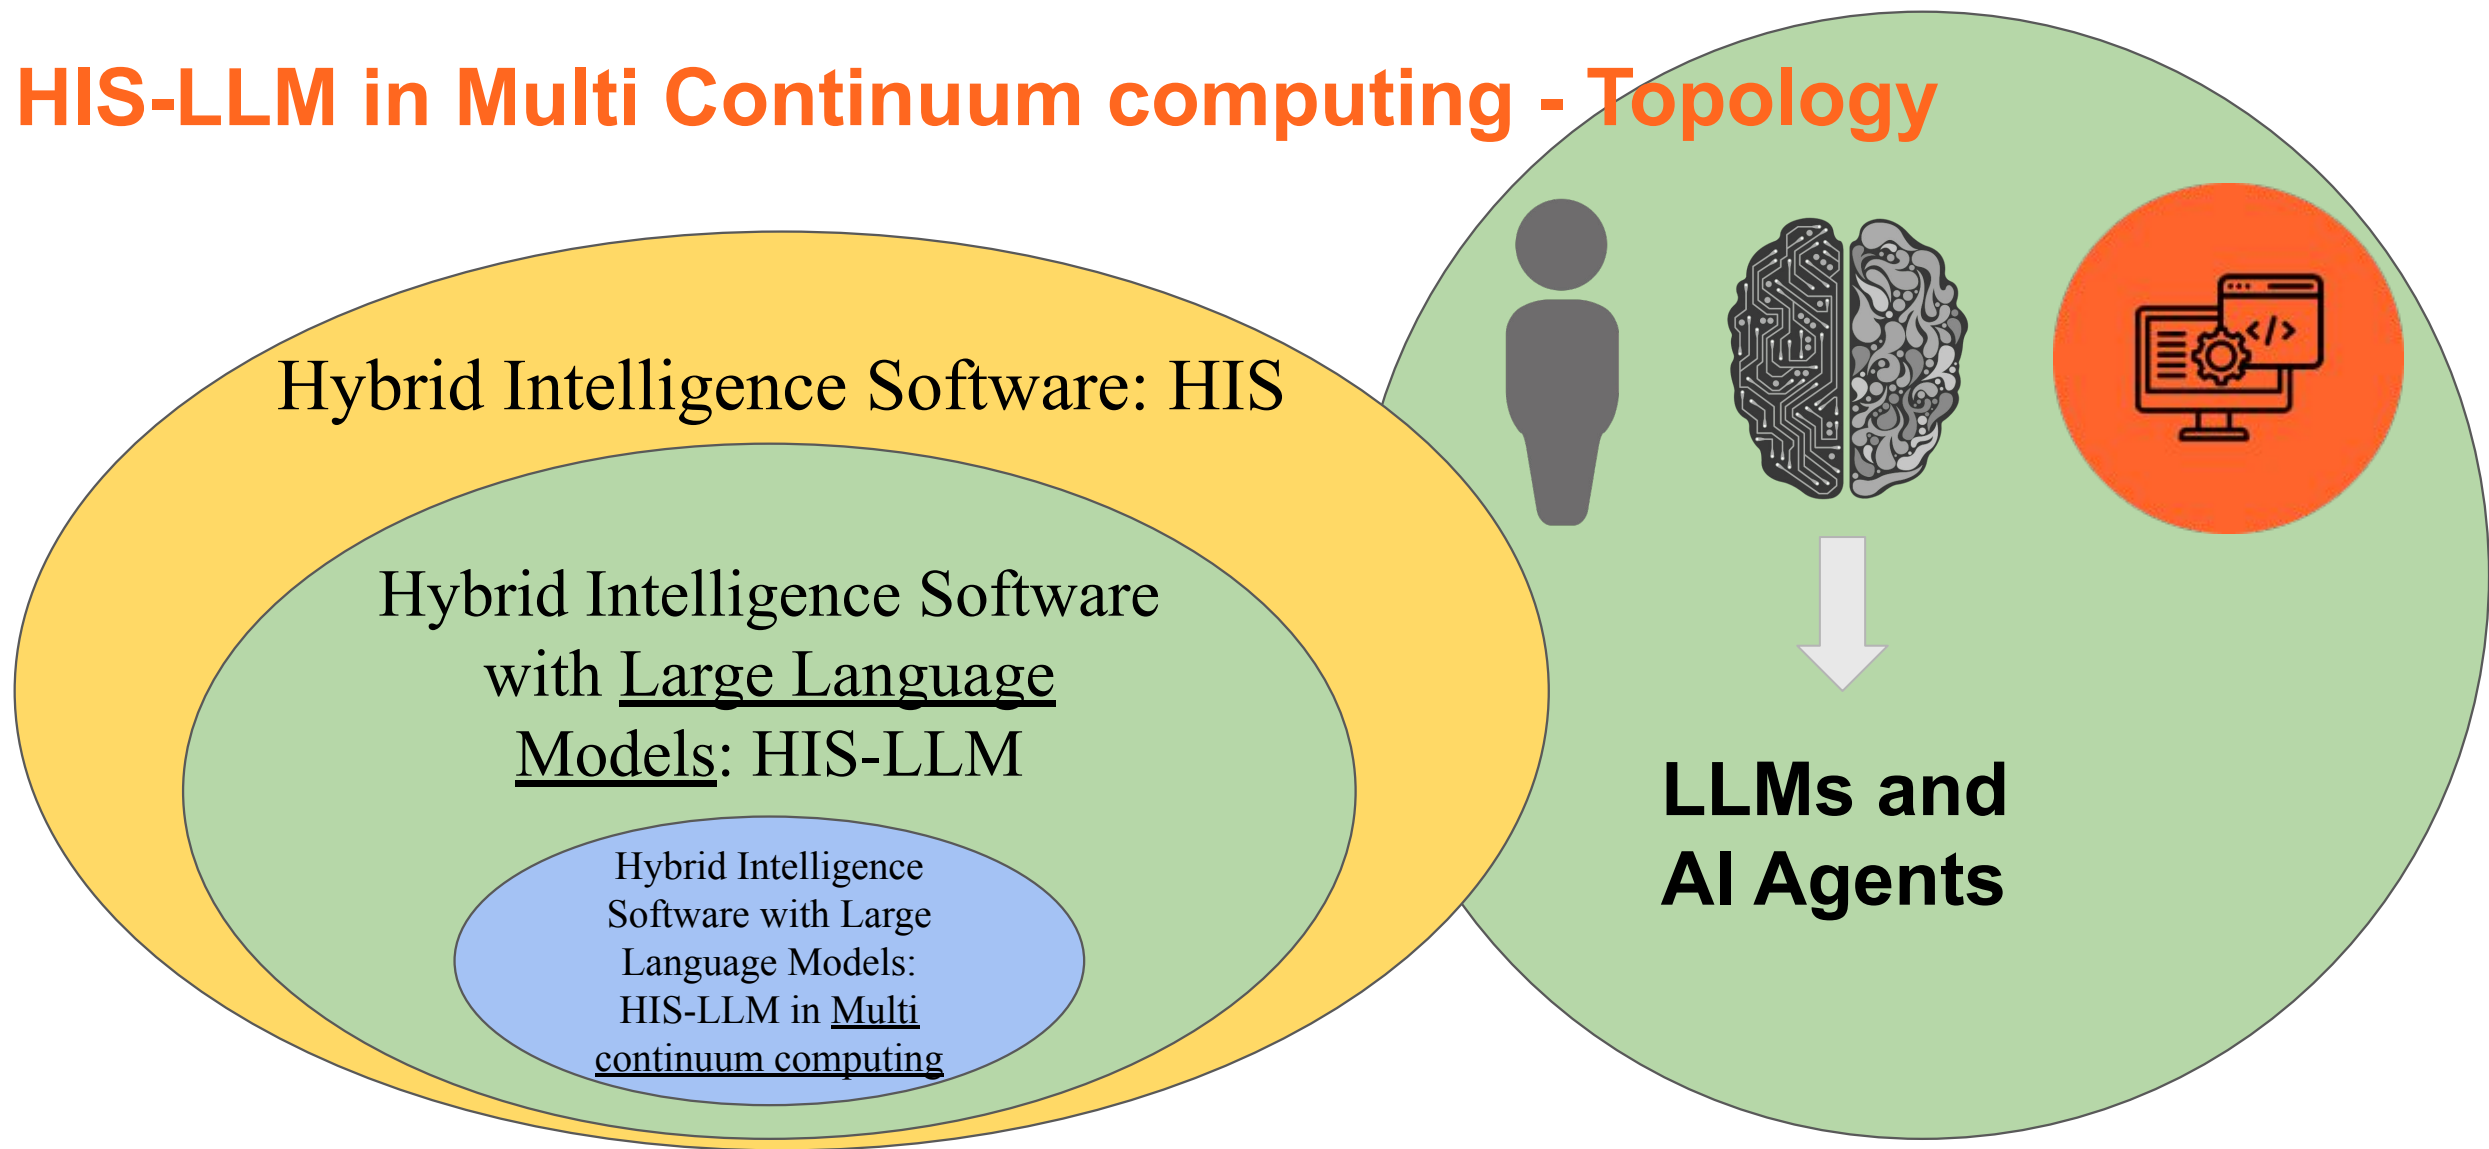 HIS-LLM in Multi Continuum computing - Topology
Hybrid Intelligence Software: HIS
Hybrid Intelligence Software
with Large Language
Models: HIS-LLM
Hybrid Intelligence
Software with Large
Language Models:
HIS-LLM in Multi
continuum computing
</>
LLMs and
AI Agents